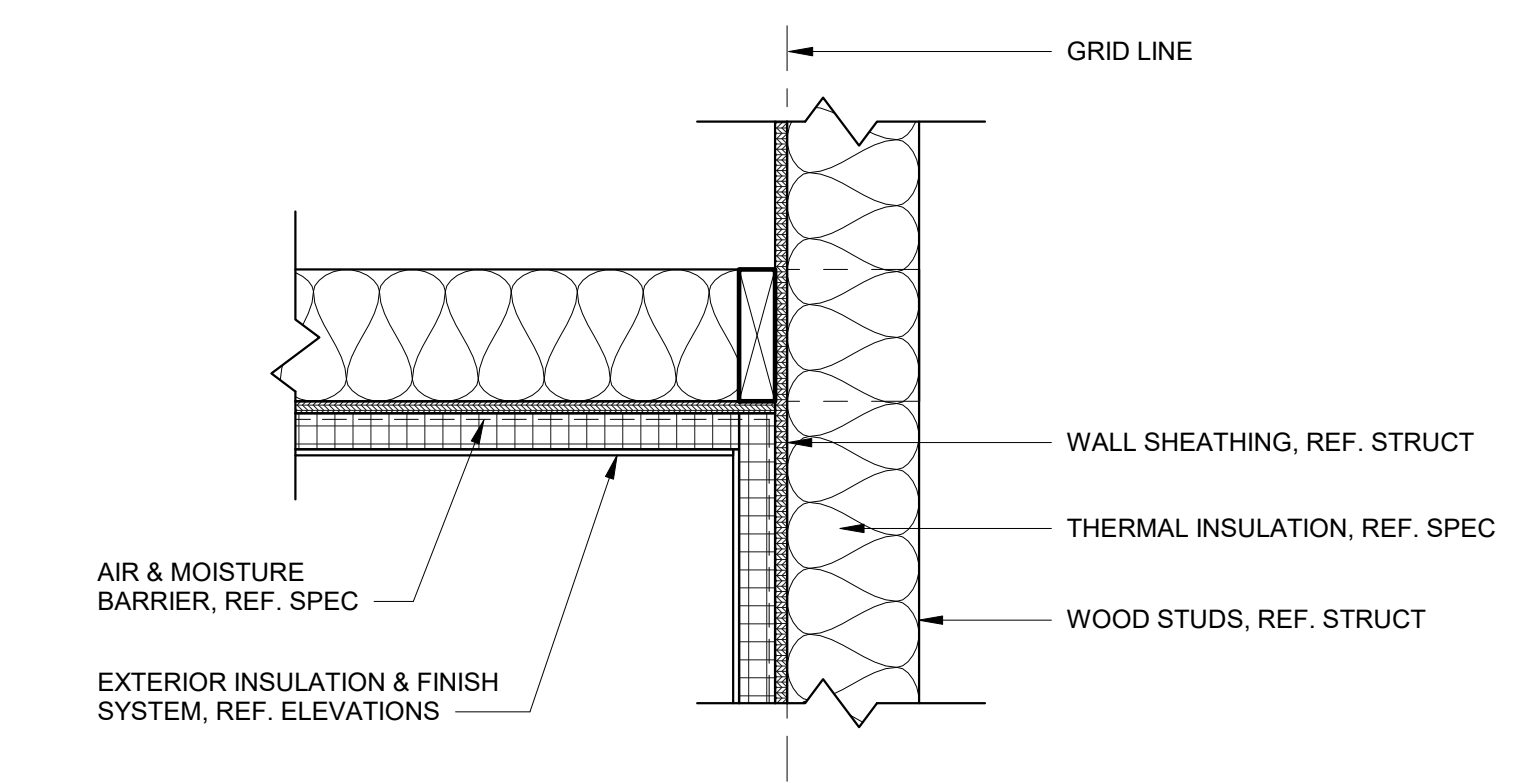 GRID LINE
WALL SHEATHING, REF. STRUCT
THERMAL INSULATION, REF. SPEC
WOOD STUDS, REF. STRUCT
AIR & MOISTURE
BARRIER, REF. SPEC
EXTERIOR INSULATION & FINISH
SYSTEM, REF. ELEVATIONS